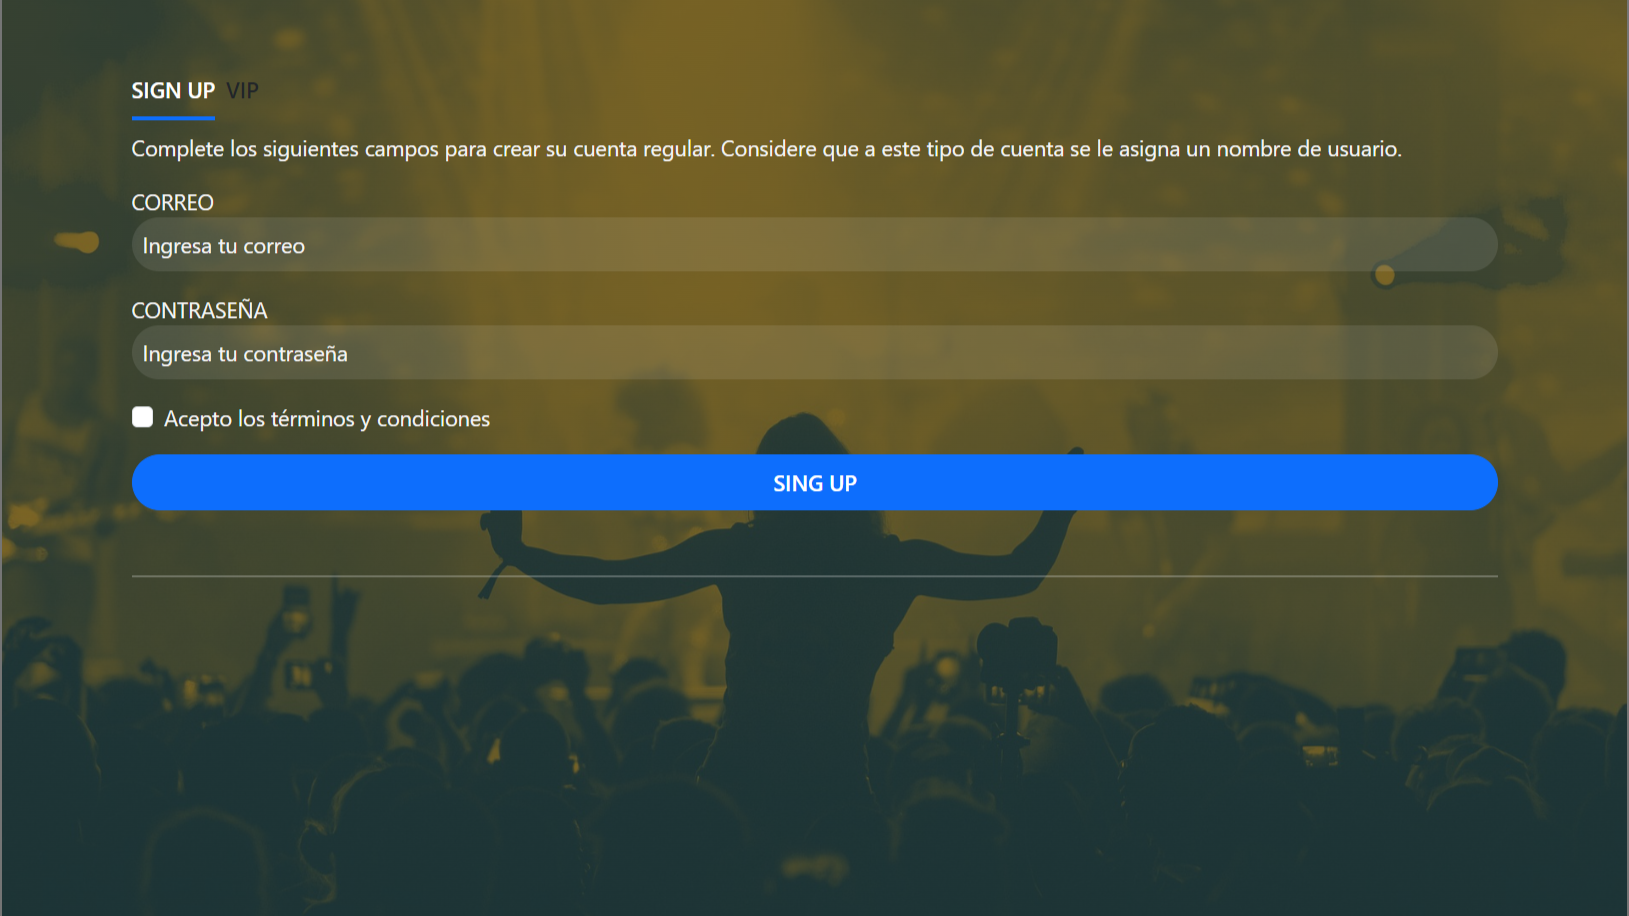 SIGN UP VIP
Complete los siguientes campos para crear su cuenta regular. Considere que a este tipo de cuenta se le asigna un nombre de usuario.
CORREO
Ingresa tu correo
CONTRASEÑA
Ingresa tu contraseña
Acepto los términos y condiciones
SING UP